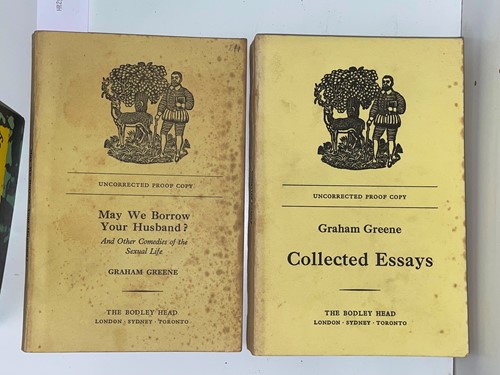 UNCORRECTED PROOF COPY
May We Borrow
Your Husband?
And Other Comedies of the
Sexual Life
GRAHAM GREENE
THE BODLEY HEAD
LONDON · SYDNEY · TORONTO
UNCORRECTED PROOF COPY
Graham Greene
Collected Essays
THE BODLEY HEAD
LONDON · SYDNEY · TORONTO